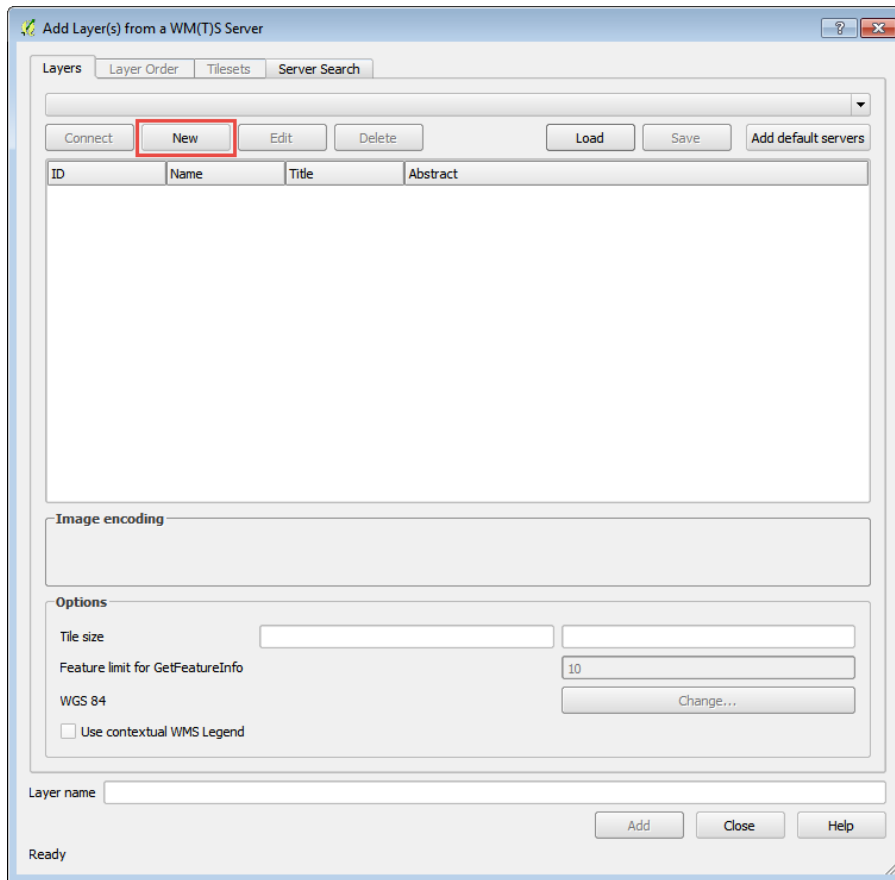 Add Layer(s) from a WM(T)S Server
Layers Layer Order Tilesets Server Search
Connect New Edit Delete Load Save Add default servers
ID Name Title Abstract
Image encoding
Options
Tile size
Feature limit for GetFeatureInfo 10
WGS 84 Change...
Use contextual WMS Legend
Layer name
Add Close Help
Ready